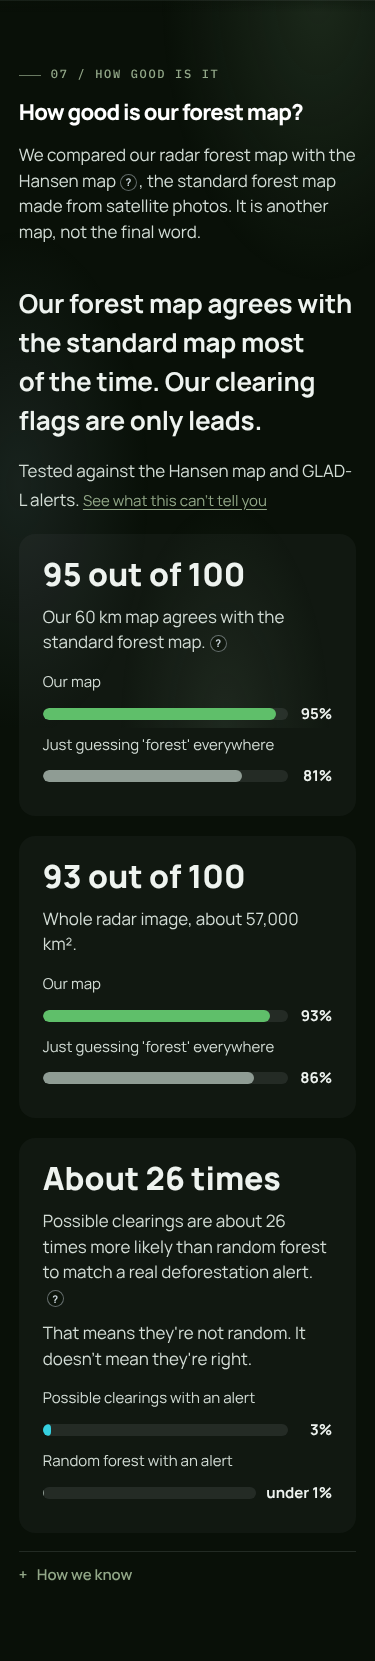 07 / HOW GOOD IS IT
How good is our forest map?
We compared our radar forest map with the
Hansen map ?, the standard forest map
made from satellite photos. It is another
map, not the final word.
Our forest map agrees with
the standard map most
of the time. Our clearing
flags are only leads.
Tested against the Hansen map and GLAD-
L alerts. See what this can't tell you
95 out of 100
Our 60 km map agrees with the
standard forest map. ?
Our map
95%
Just guessing 'forest' everywhere
81%
93 out of 100
Whole radar image, about 57,000
km².
Our map
93%
Just guessing 'forest' everywhere
86%
About 26 times
Possible clearings are about 26
times more likely than random forest
to match a real deforestation alert.
?
That means they're not random. It
doesn't mean they're right.
Possible clearings with an alert
3%
Random forest with an alert
under 1%
+ How we know